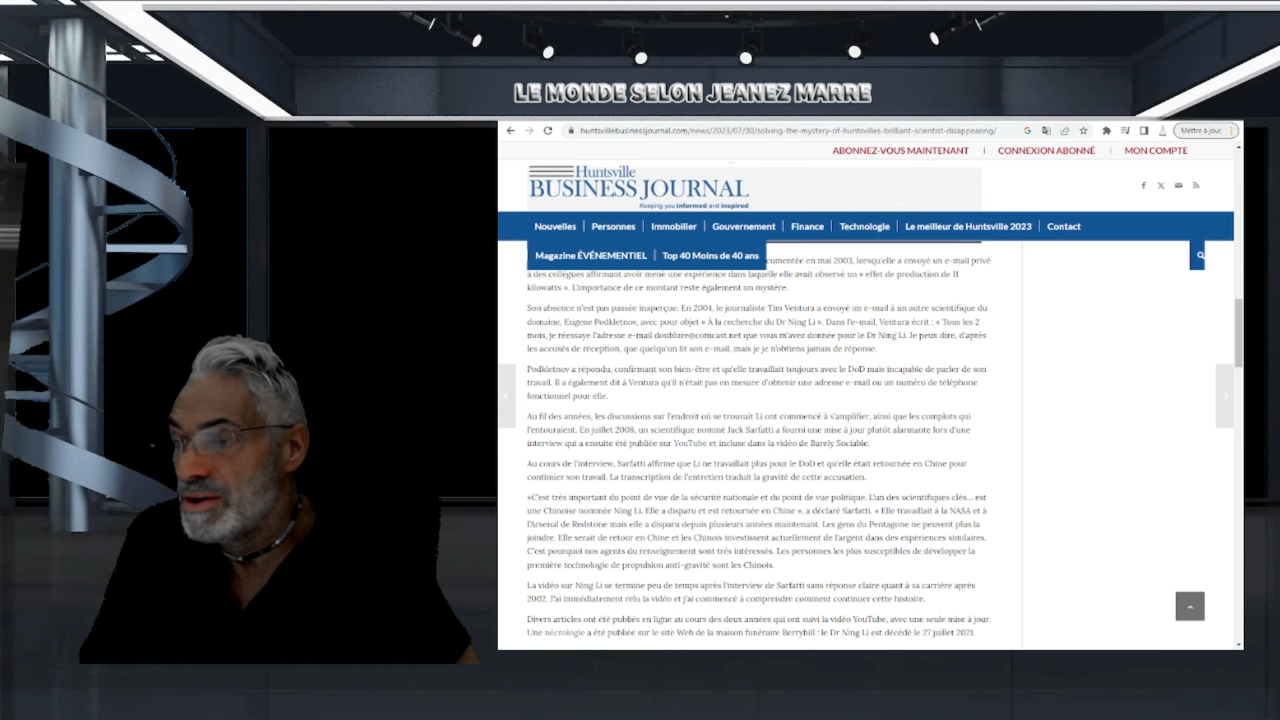 LE MONDE SELON JEANEZ MARRE
huntsvillebusinessjournal.com/news/2023/07/30/solving-the-mystery-of-huntsvilles-brilliant-scientist-disappearing/
Mettre à jour
ABONNEZ-VOUS MAINTENANT | CONNEXION ABONNÉ | MON COMPTE
Huntsville
BUSINESS JOURNAL
Keeping you informed and inspired
Nouvelles | Personnes | Immobilier | Gouvernement | Finance | Technologie | Le meilleur de Huntsville 2023 | Contact
Magazine ÉVÉNEMENTIEL | Top 40 Moins de 40 ans
cumentée en mai 2003, lorsqu'elle a envoyé un e-mail privé
à des collègues affirmant avoir mené une expérience dans laquelle elle avait observé un « effet de production de 11
kilowatts ». L'importance de ce montant reste également un mystère.
Son absence n'est pas passée inaperçue. En 2004, le journaliste Tim Ventura a envoyé un e-mail à un autre scientifique du
domaine, Eugene Podkletnov, avec pour objet « À la recherche du Dr Ning Li ». Dans l'e-mail, Ventura écrit : « Tous les 2
mois, je réessaye l'adresse e-mail doublure@comcast.net que vous m'avez donnée pour le Dr Ning Li. Je peux dire, d'après
les accusés de réception, que quelqu'un lit son e-mail, mais je je n'obtiens jamais de réponse.
Podkletnov a répondu, confirmant son bien-être et qu'elle travaillait toujours avec le DoD mais incapable de parler de son
travail. Il a également dit à Ventura qu'il n'était pas en mesure d'obtenir une adresse e-mail ou un numéro de téléphone
fonctionnel pour elle.
Au fil des années, les discussions sur l'endroit où se trouvait Li ont commencé à s'amplifier, ainsi que les complots qui
l'entouraient. En juillet 2008, un scientifique nommé Jack Sarfatti a fourni une mise à jour plutôt alarmante lors d'une
interview qui a ensuite été publiée sur YouTube et incluse dans la vidéo de Barely Sociable.
Au cours de l'interview, Sarfatti affirme que Li ne travaillait plus pour le DoD et qu'elle était retournée en Chine pour
continuer son travail. La transcription de l'entretien traduit la gravité de cette accusation.
«C'est très important du point de vue de la sécurité nationale et du point de vue politique. L'un des scientifiques clés... est
une Chinoise nommée Ning Li. Elle a disparu et est retournée en Chine », a déclaré Sarfatti. « Elle travaillait à la NASA et à
l'Arsenal de Redstone mais elle a disparu depuis plusieurs années maintenant. Les gens du Pentagone ne peuvent plus la
joindre. Elle serait de retour en Chine et les Chinois investissent actuellement de l'argent dans des expériences similaires.
C'est pourquoi nos agents du renseignement sont très intéressés. Les personnes les plus susceptibles de développer la
première technologie de propulsion anti-gravité sont les Chinois.
La vidéo sur Ning Li se termine peu de temps après l'interview de Sarfatti sans réponse claire quant à sa carrière après
2002. J'ai immédiatement relu la vidéo et j'ai commencé à comprendre comment continuer cette histoire.
Divers articles ont été publiés en ligne au cours des deux années qui ont suivi la vidéo YouTube, avec une seule mise à jour.
Une nécrologie a été publiée sur le site Web de la maison funéraire Berryhill : le Dr Ning Li est décédé le 27 juillet 2021.